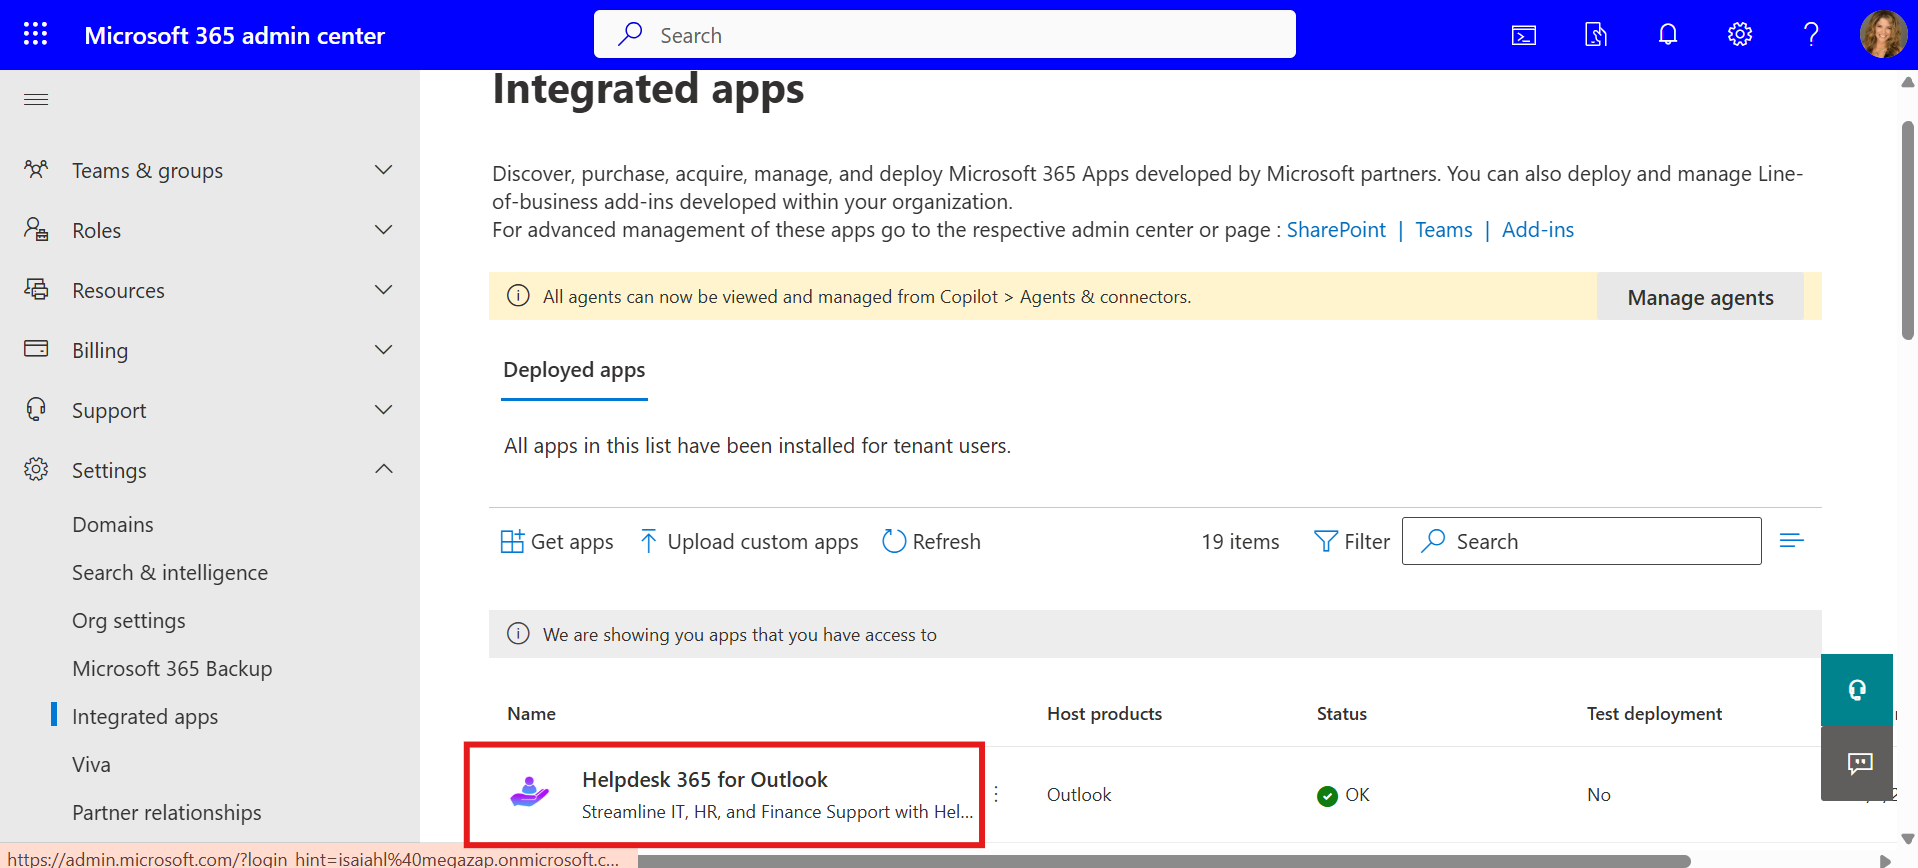 Microsoft 365 admin center
Search
Integrated apps
Teams & groups
Roles
Resources
Billing
Support
Settings
Domains
Search & intelligence
Org settings
Microsoft 365 Backup
Integrated apps
Viva
Partner relationships
Discover, purchase, acquire, manage, and deploy Microsoft 365 Apps developed by Microsoft partners. You can also deploy and manage Line-
of-business add-ins developed within your organization.
For advanced management of these apps go to the respective admin center or page : SharePoint | Teams | Add-ins
All agents can now be viewed and managed from Copilot > Agents & connectors.
Manage agents
Deployed apps
All apps in this list have been installed for tenant users.
Get apps
Upload custom apps
Refresh
19 items
Filter
Search
We are showing you apps that you have access to
Name
Host products
Status
Test deployment
Helpdesk 365 for Outlook
Streamline IT, HR, and Finance Support with Hel...
Outlook
OK
No
https://admin.microsoft.com/?login_hint=isaiahl%40megazap.onmicrosoft.c...